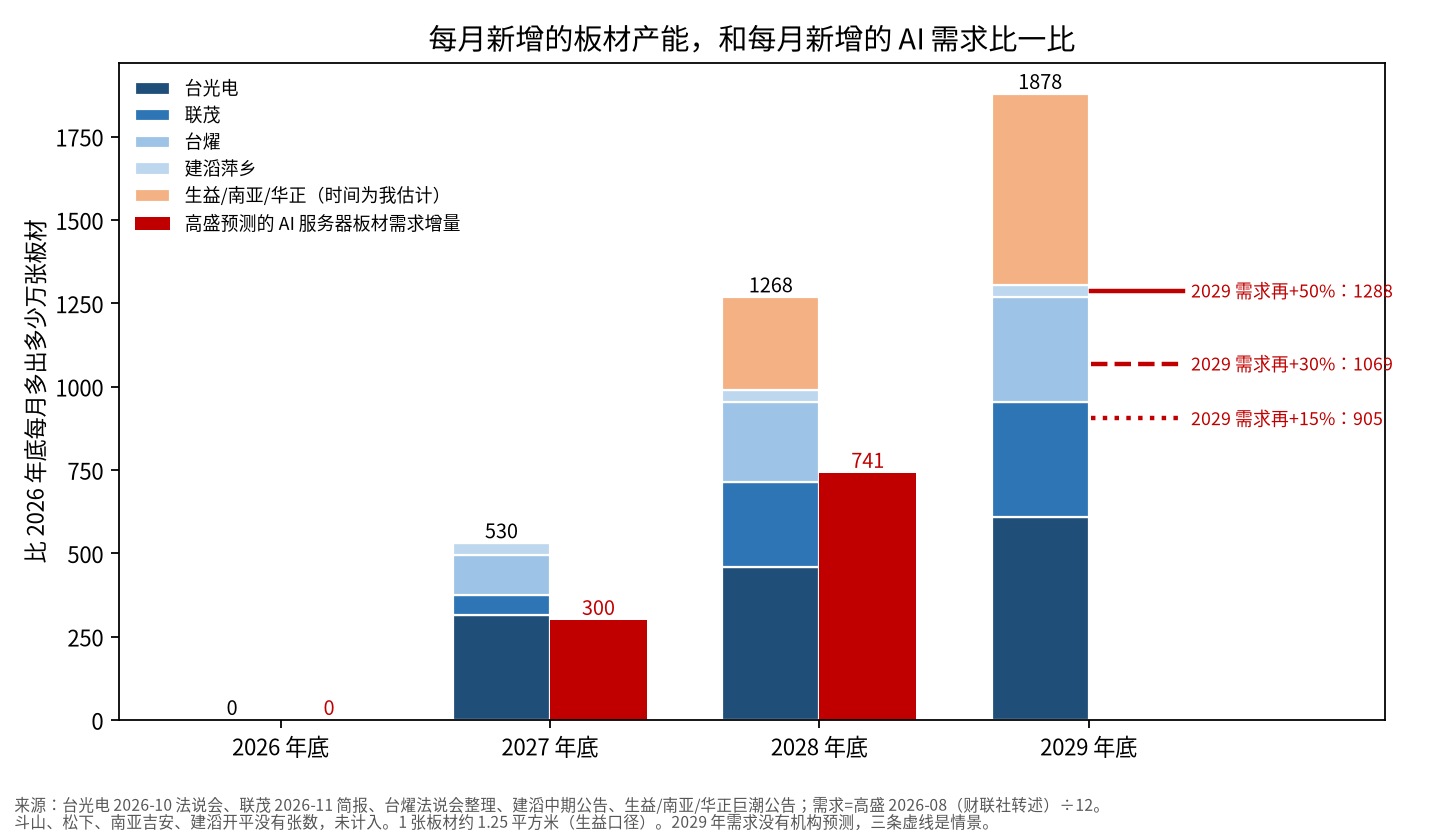 每月新增的板材产能，和每月新增的 AI 需求比一比
比 2026 年底每月多出多少万张板材
1750
1500
1250
1000
750
500
250
0
台光电
联茂
台燿
建滔萍乡
生益/南亚/华正（时间为我估计）
高盛预测的 AI 服务器板材需求增量
0
0
530
300
1268
741
1878
2029 需求再+50%：1288
2029 需求再+30%：1069
2029 需求再+15%：905
2026 年底
2027 年底
2028 年底
2029 年底
来源：台光电 2026-10 法说会、联茂 2026-11 简报、台燿法说会整理、建滔中期公告、生益/南亚/华正巨潮公告；需求=高盛 2026-08（财联社转述）÷12。
斗山、松下、南亚吉安、建滔开平没有张数，未计入。1 张板材约 1.25 平方米（生益口径）。2029 年需求没有机构预测，三条虚线是情景。